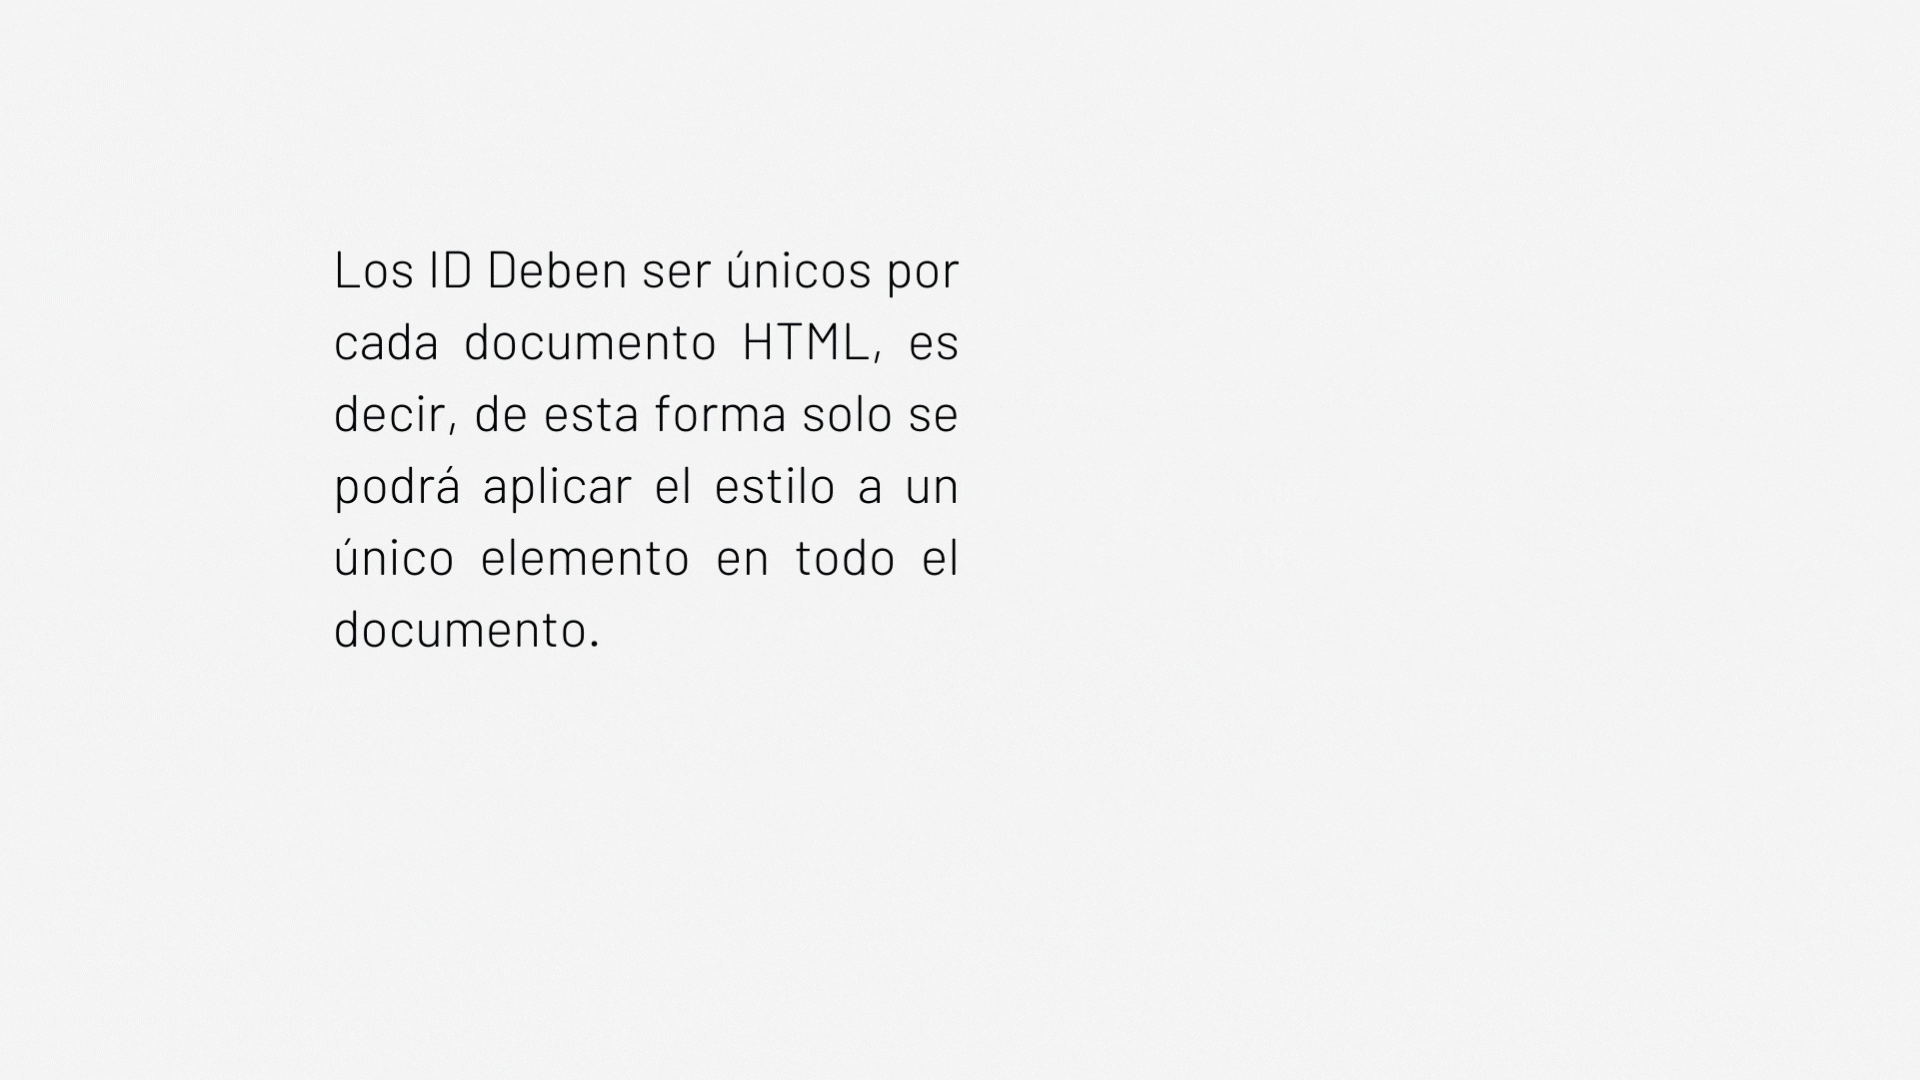 Los ID Deben ser únicos por
cada documento HTML, es
decir, de esta forma solo se
podrá aplicar el estilo a un
único elemento en todo el
documento.